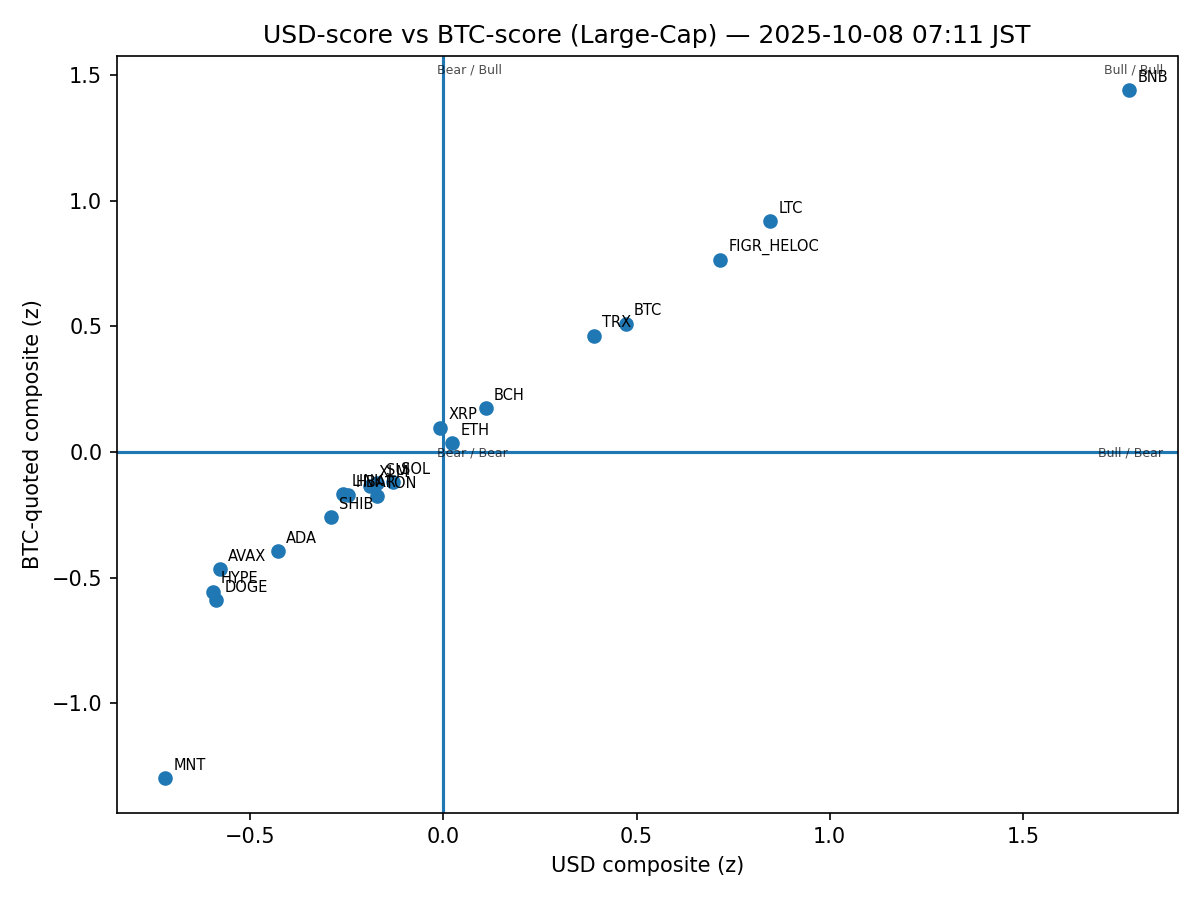 USD-score vs BTC-score (Large-Cap) — 2025-10-08 07:11 JST
Bear / Bull
Bull / Bull
BNB
LTC
FIGR_HELOC
BTC
TRX
BCH
XRP
ETH
Bear / Bear
Bull / Bear
SOL
XLM
SHIB
ADA
AVAX
HYPE
DOGE
MNT
1.5
1.0
0.5
0.0
−0.5
−1.0
−0.5
0.0
0.5
1.0
1.5
USD composite (z)
BTC-quoted composite (z)